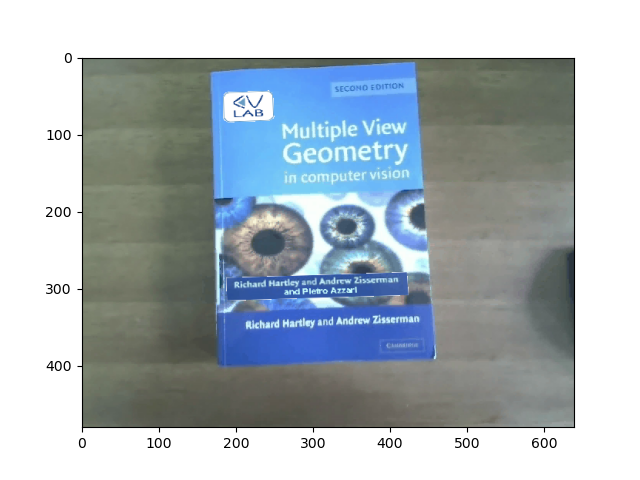 0
100
200
300
400
SECOND EDITION
CV
LAB
Multiple View
Geometry
in computer vision
Richard Hartley and Andrew Zisserman
and Pietro Azzari
Richard Hartley and Andrew Zisserman
CAMBRIDGE
0 100 200 300 400 500 600